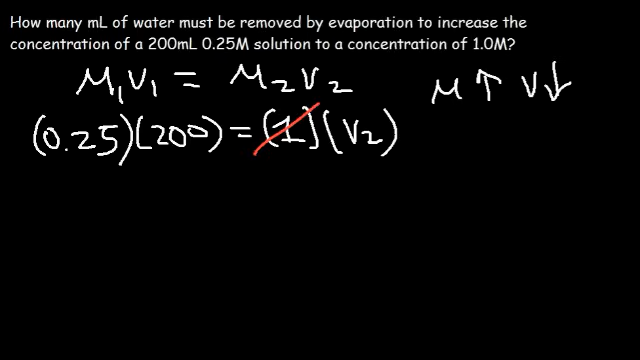 How many mL of water must be removed by evaporation to increase the
concentration of a 200mL 0.25M solution to a concentration of 1.0M?
M₁V₁ = M₂V₂ M↑ V↓
(0.25)(200) = (1)(V₂)